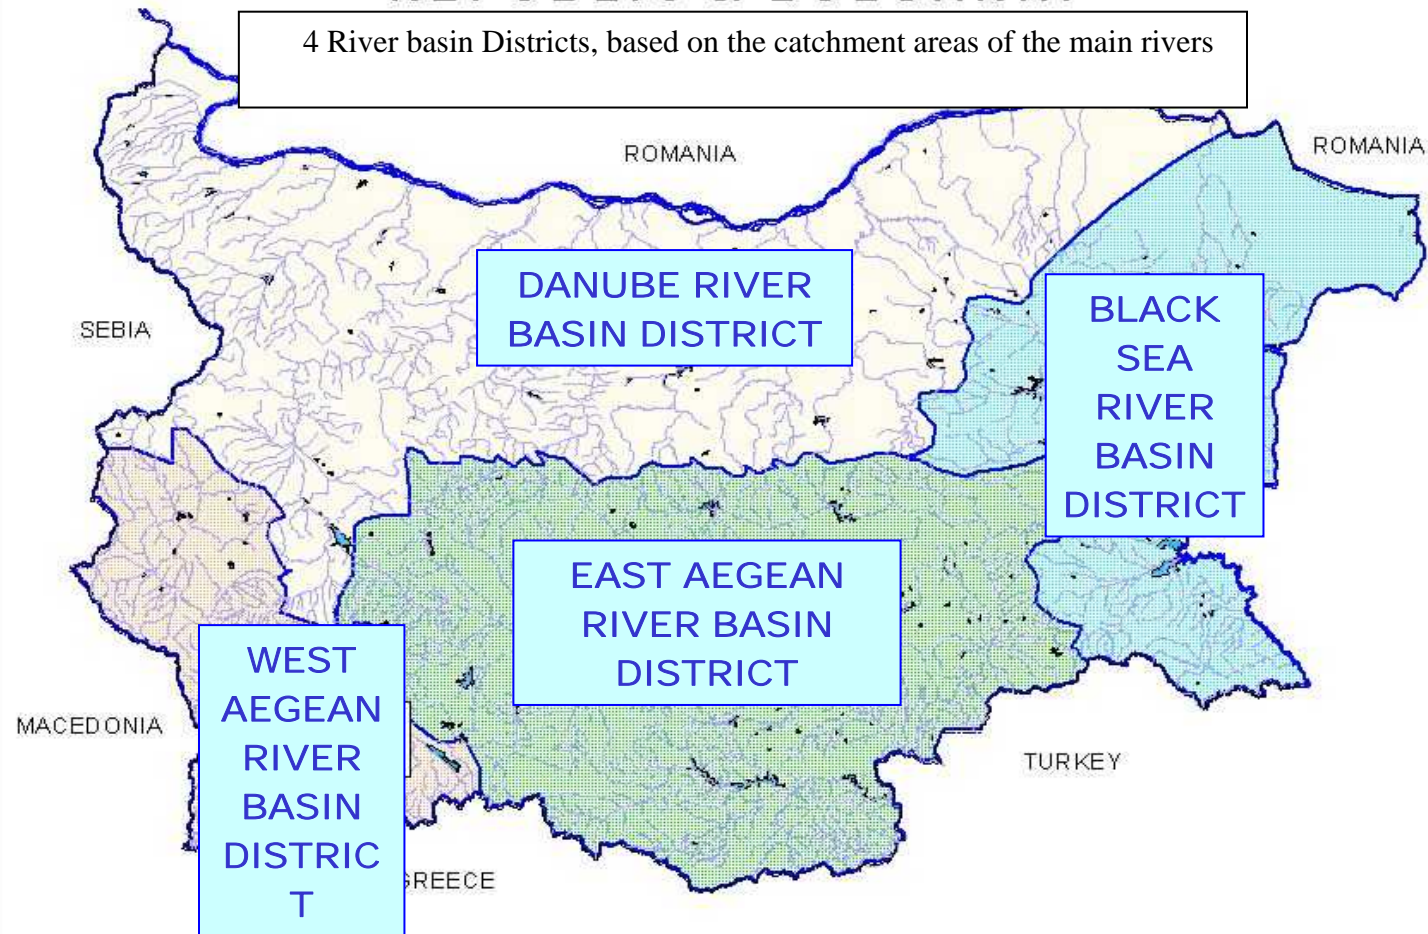 4 River basin Districts, based on the catchment areas of the main rivers
ROMANIA
ROMANIA
DANUBE RIVER
BASIN DISTRICT
BLACK
SEA
RIVER
BASIN
DISTRICT
SEBIA
EAST AEGEAN
RIVER BASIN
DISTRICT
WEST
AEGEAN
RIVER
BASIN
DISTRIC
T
MACEDONIA
TURKEY
GREECE